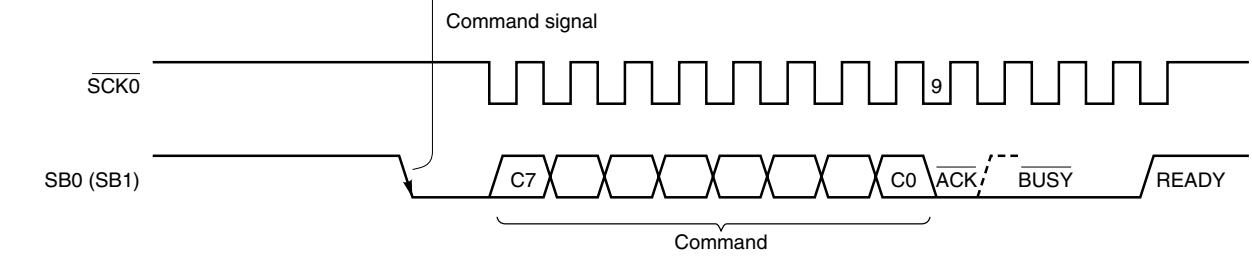 Command signal
SCK0
9
SB0 (SB1)
C7
C0
ACK
BUSY
READY
Command